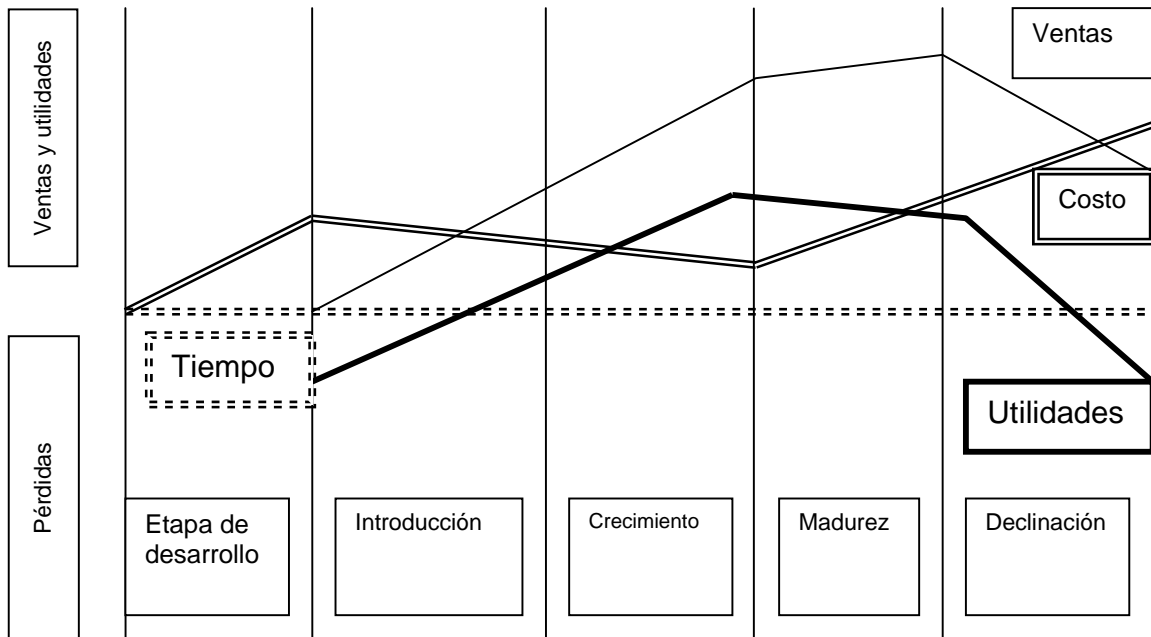 Ventas y utilidades
Ventas
Costo
Tiempo
Utilidades
Pérdidas
Etapa de
desarrollo
Introducción
Crecimiento
Madurez
Declinación